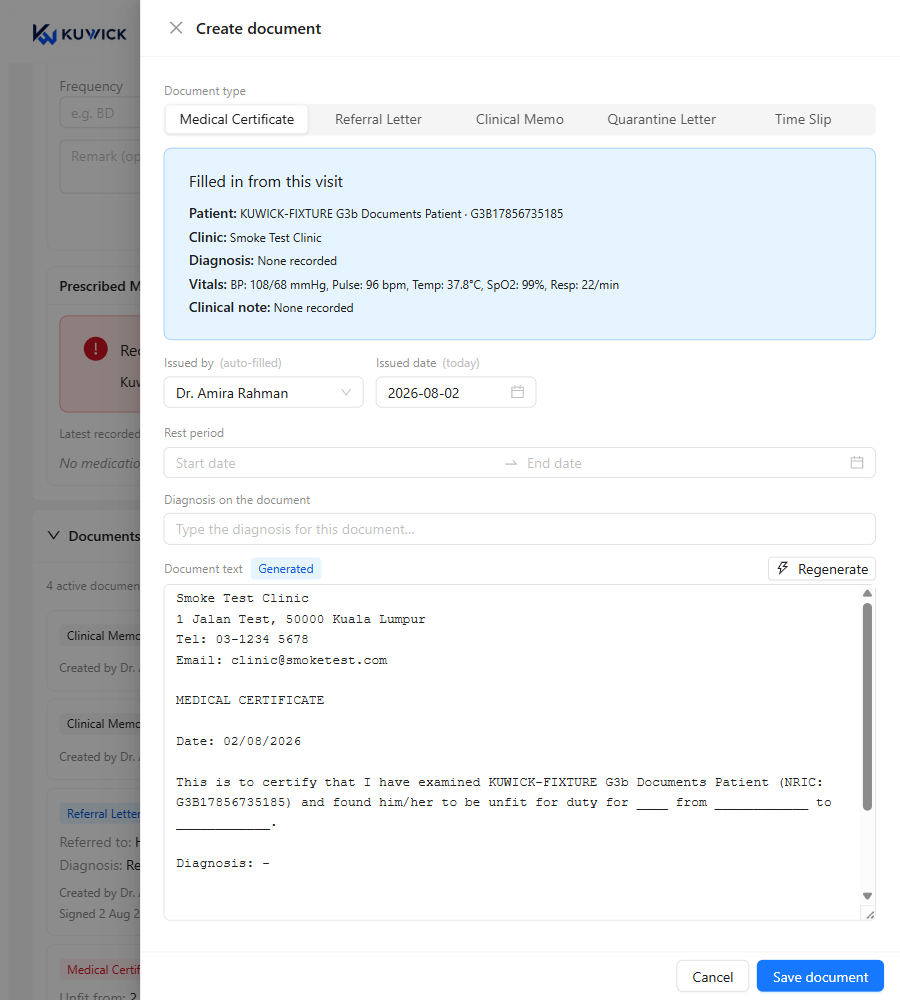 KUWICK
Create document
Frequency
e.g. BD
Remark (op
Prescribed M
Latest recorded
No medicatio
Documents
4 active documen
Clinical Memo
Created by Dr.
Clinical Memo
Created by Dr.
Referral Letter
Referred to:
Diagnosis: Re
Created by Dr.
Signed 2 Aug 2
Medical Certif
Unfit from: 2
Document type
Medical Certificate Referral Letter Clinical Memo Quarantine Letter Time Slip
Filled in from this visit
Patient: KUWICK-FIXTURE G3b Documents Patient · G3B17856735185
Clinic: Smoke Test Clinic
Diagnosis: None recorded
Vitals: BP: 108/68 mmHg, Pulse: 96 bpm, Temp: 37.8°C, SpO2: 99%, Resp: 22/min
Clinical note: None recorded
Issued by (auto-filled) Issued date (today)
Dr. Amira Rahman 2026-08-02
Rest period
Start date → End date
Diagnosis on the document
Type the diagnosis for this document...
Document text Generated Regenerate
Smoke Test Clinic
1 Jalan Test, 50000 Kuala Lumpur
Tel: 03-1234 5678
Email: clinic@smoketest.com
MEDICAL CERTIFICATE
Date: 02/08/2026
This is to certify that I have examined KUWICK-FIXTURE G3b Documents Patient (NRIC:
G3B17856735185) and found him/her to be unfit for duty for ____ from ____________ to
____________.
Diagnosis: -
Cancel Save document